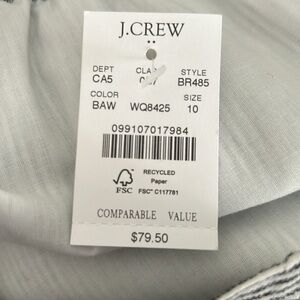 J.CREW
DEPT CLASS STYLE
CA5 BR485
COLOR SIZE
BAW WQ8425 10
099107017984
RECYCLED
Paper
FSC FSC® C117781
COMPARABLE VALUE
$79.50